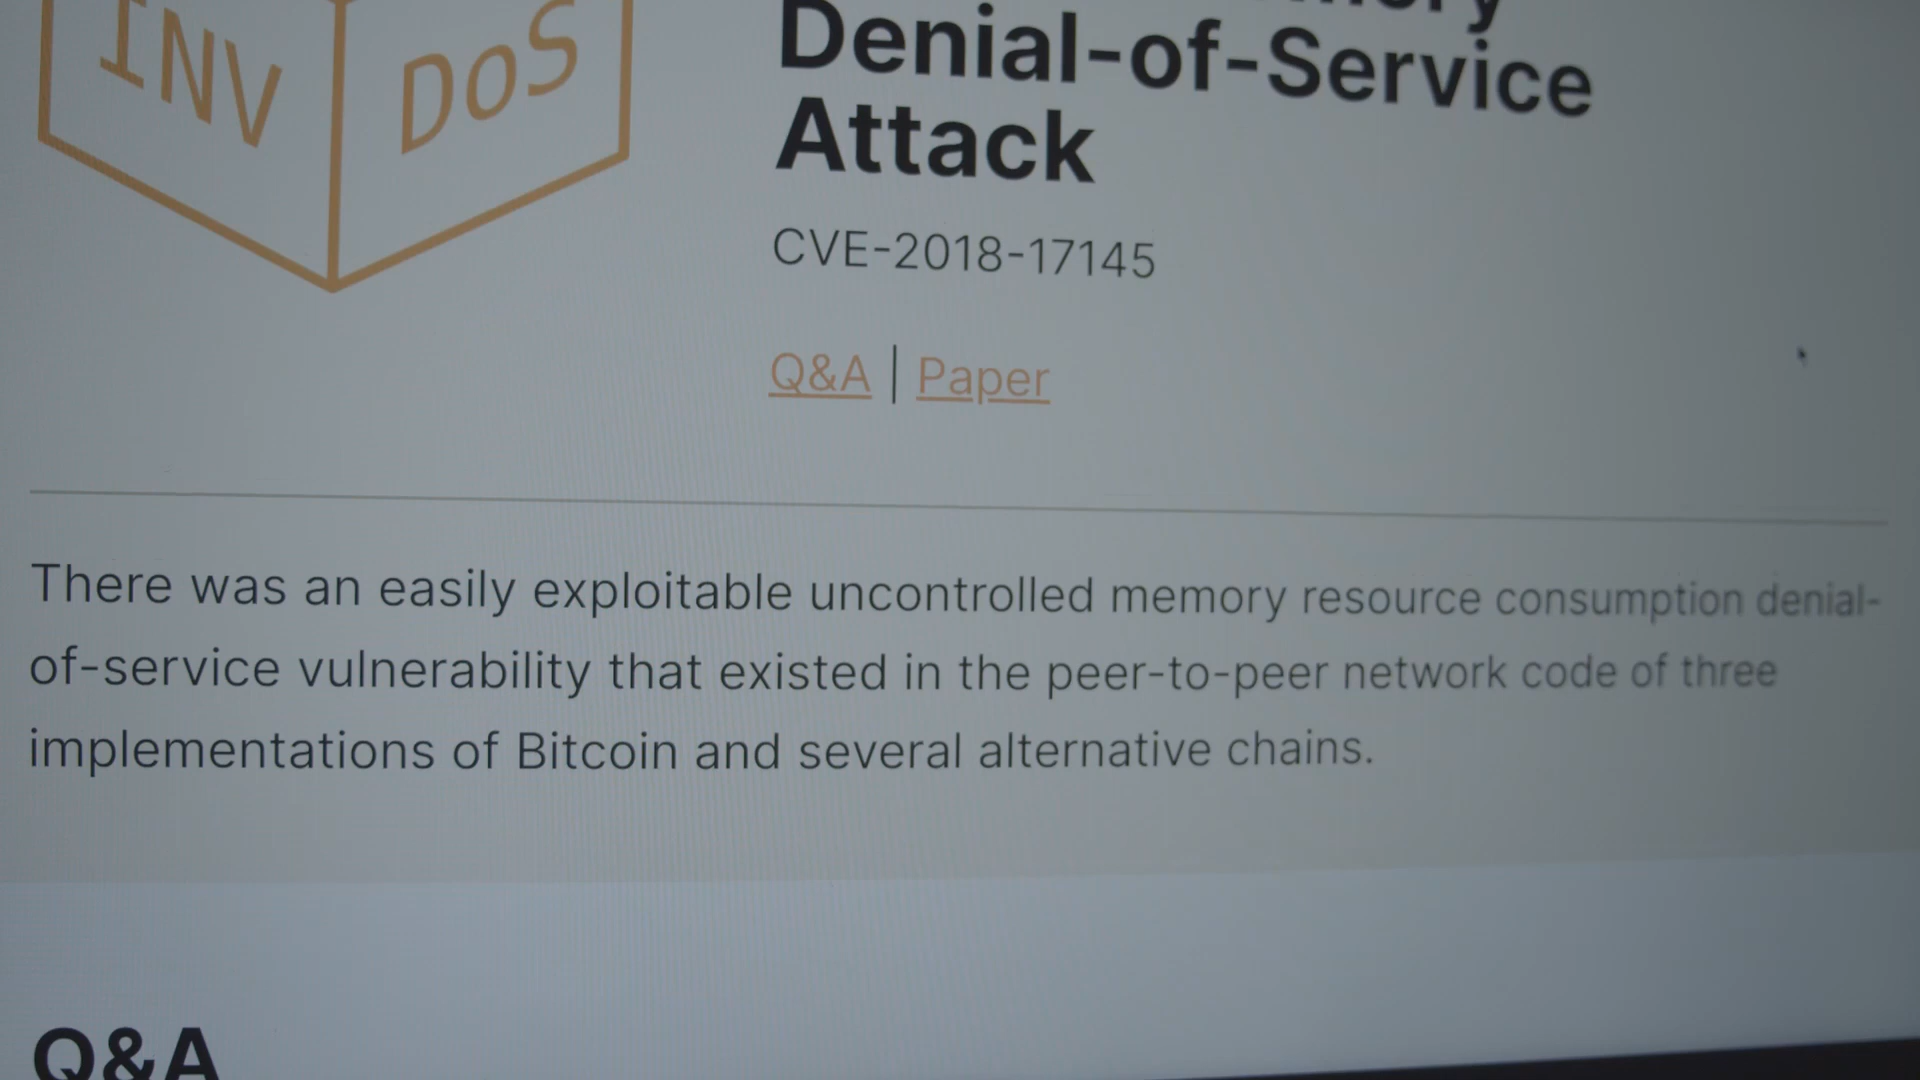 INV DoS
Denial-of-Service
Attack
CVE-2018-17145
Q&A | Paper
There was an easily exploitable uncontrolled memory resource consumption denial-
of-service vulnerability that existed in the peer-to-peer network code of three
implementations of Bitcoin and several alternative chains.
Q&A